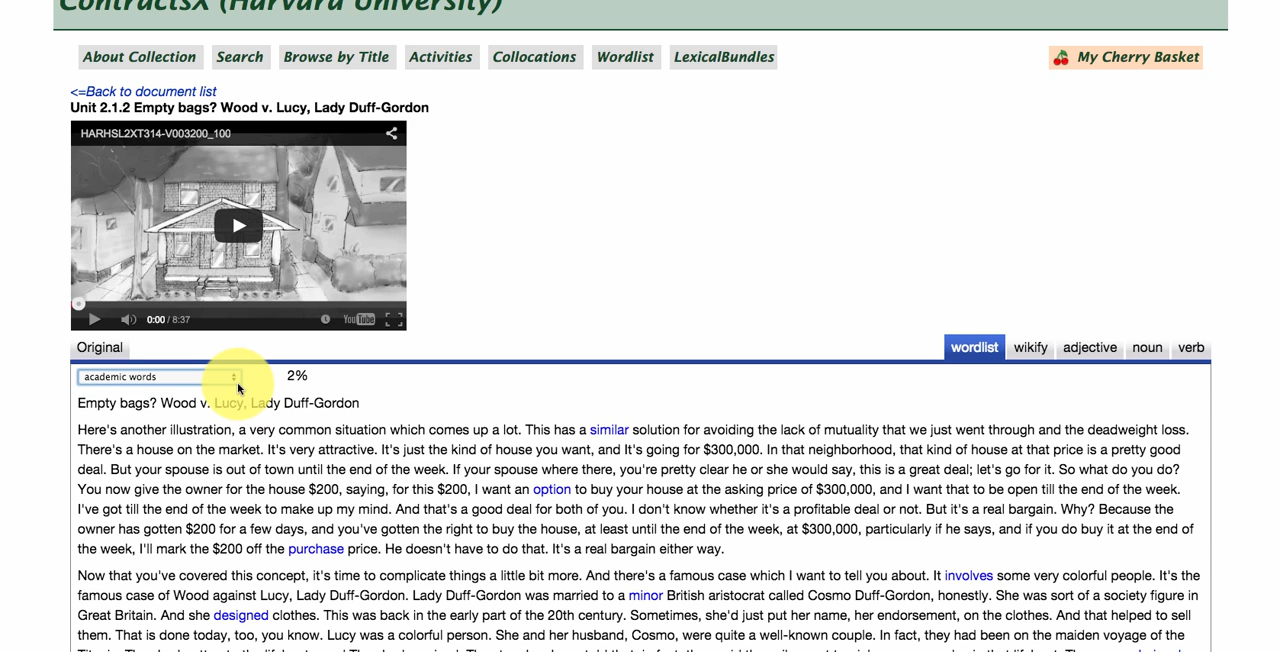 ContractsX (Harvard University)
About Collection Search Browse by Title Activities Collocations Wordlist LexicalBundles My Cherry Basket
<=Back to document list
Unit 2.1.2 Empty bags? Wood v. Lucy, Lady Duff-Gordon
HARHSL2XT314-V003200_100
0:00 / 8:37 YouTube
Original wordlist wikify adjective noun verb
academic words 2%
Empty bags? Wood v. Lucy, Lady Duff-Gordon
Here's another illustration, a very common situation which comes up a lot. This has a similar solution for avoiding the lack of mutuality that we just went through and the deadweight loss.
There's a house on the market. It's very attractive. It's just the kind of house you want, and It's going for $300,000. In that neighborhood, that kind of house at that price is a pretty good
deal. But your spouse is out of town until the end of the week. If your spouse where there, you're pretty clear he or she would say, this is a great deal; let's go for it. So what do you do?
You now give the owner for the house $200, saying, for this $200, I want an option to buy your house at the asking price of $300,000, and I want that to be open till the end of the week.
I've got till the end of the week to make up my mind. And that's a good deal for both of you. I don't know whether it's a profitable deal or not. But it's a real bargain. Why? Because the
owner has gotten $200 for a few days, and you've gotten the right to buy the house, at least until the end of the week, at $300,000, particularly if he says, and if you do buy it at the end of
the week, I'll mark the $200 off the purchase price. He doesn't have to do that. It's a real bargain either way.
Now that you've covered this concept, it's time to complicate things a little bit more. And there's a famous case which I want to tell you about. It involves some very colorful people. It's the
famous case of Wood against Lucy, Lady Duff-Gordon. Lady Duff-Gordon was married to a minor British aristocrat called Cosmo Duff-Gordon, honestly. She was sort of a society figure in
Great Britain. And she designed clothes. This was back in the early part of the 20th century. Sometimes, she'd just put her name, her endorsement, on the clothes. And that helped to sell
them. That is done today, too, you know. Lucy was a colorful person. She and her husband, Cosmo, were quite a well-known couple. In fact, they had been on the maiden voyage of the